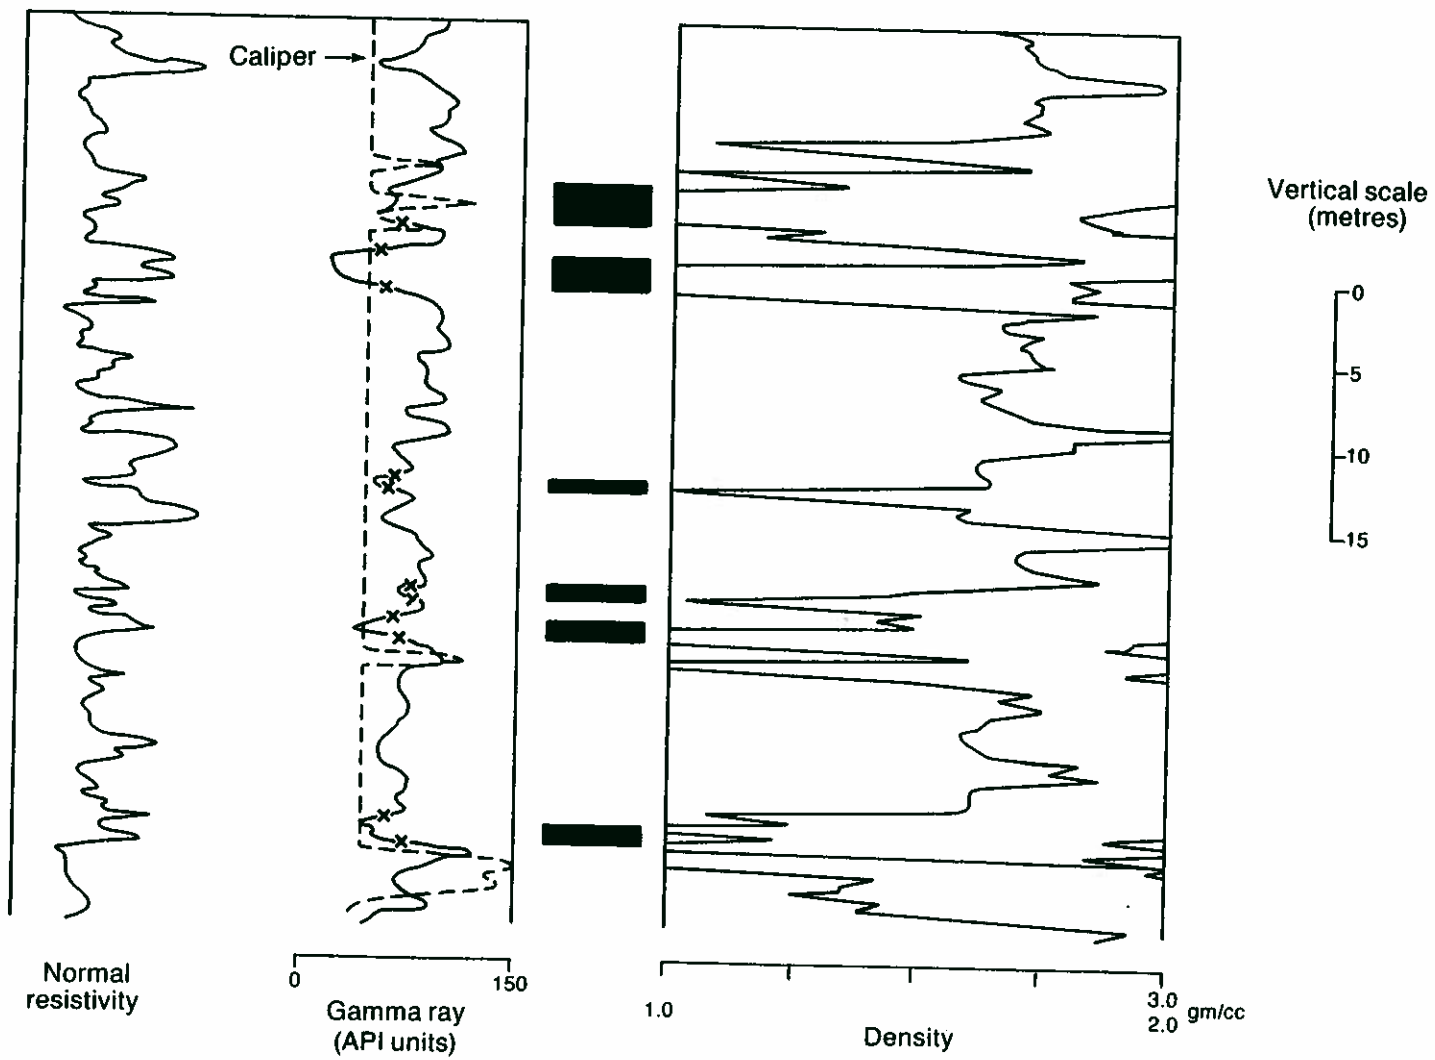 Caliper
Vertical scale
(metres)
0
5
10
15
Normal
resistivity
0
150
Gamma ray
(API units)
1.0
3.0
2.0
gm/cc
Density